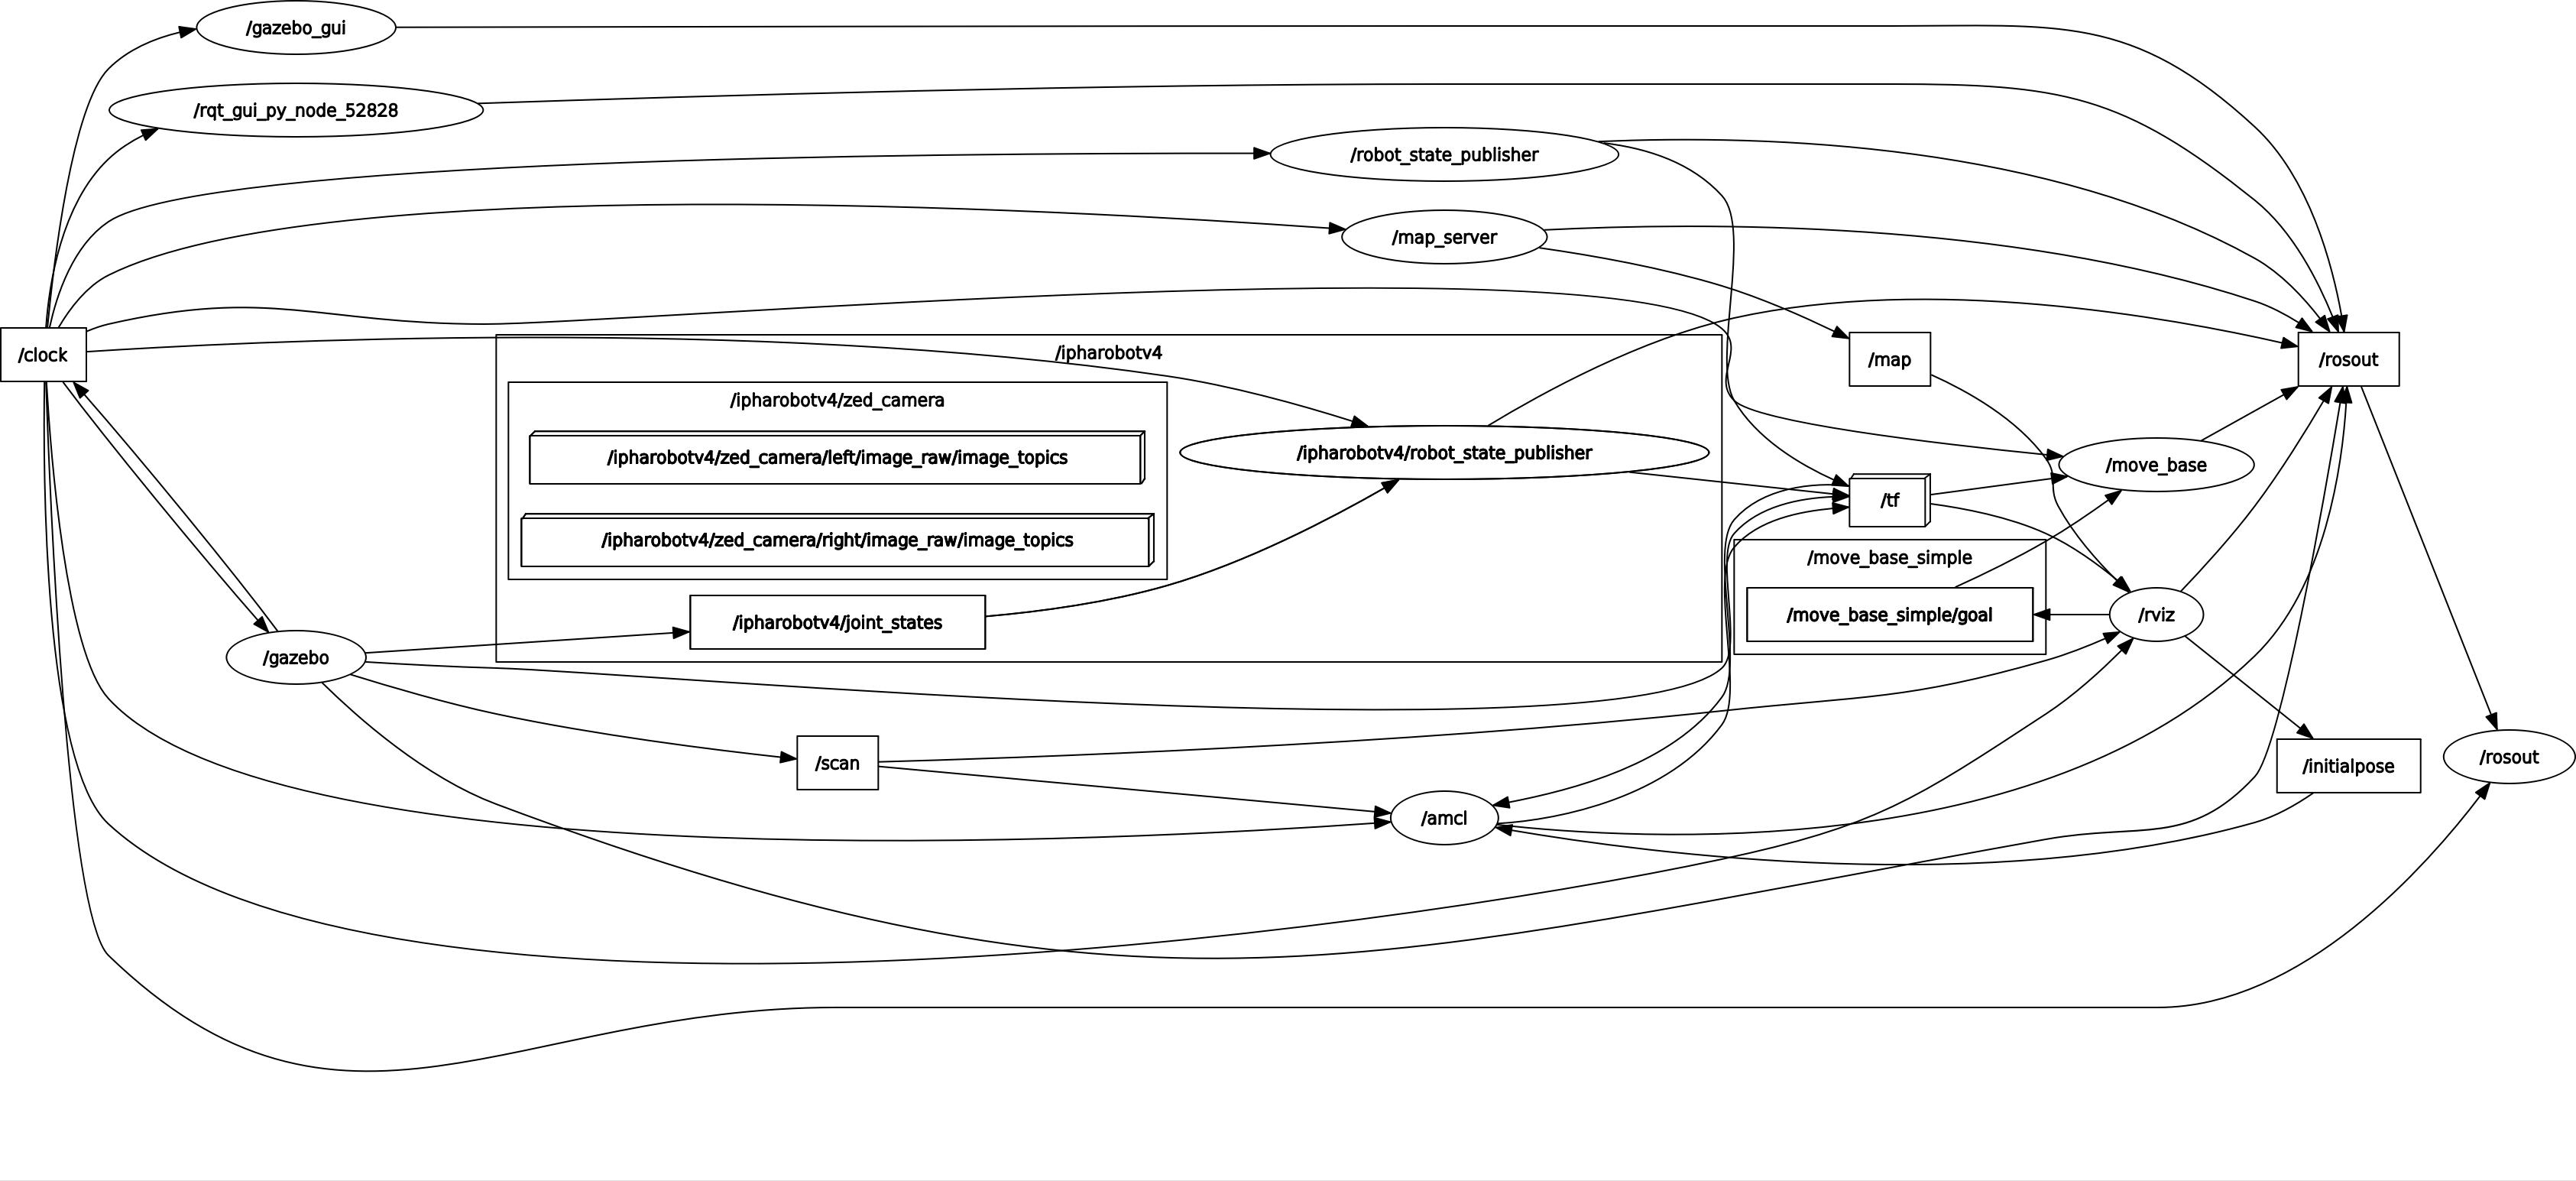 /gazebo_gui
/rqt_gui_py_node_52828
/robot_state_publisher
/map_server
/clock
/ipharobotv4
/map
/rosout
/ipharobotv4/zed_camera
/ipharobotv4/zed_camera/left/image_raw/image_topics
/ipharobotv4/robot_state_publisher
/move_base
/tf
/ipharobotv4/zed_camera/right/image_raw/image_topics
/move_base_simple
/move_base_simple/goal
/rviz
/ipharobotv4/joint_states
/gazebo
/scan
/initialpose
/rosout
/amcl